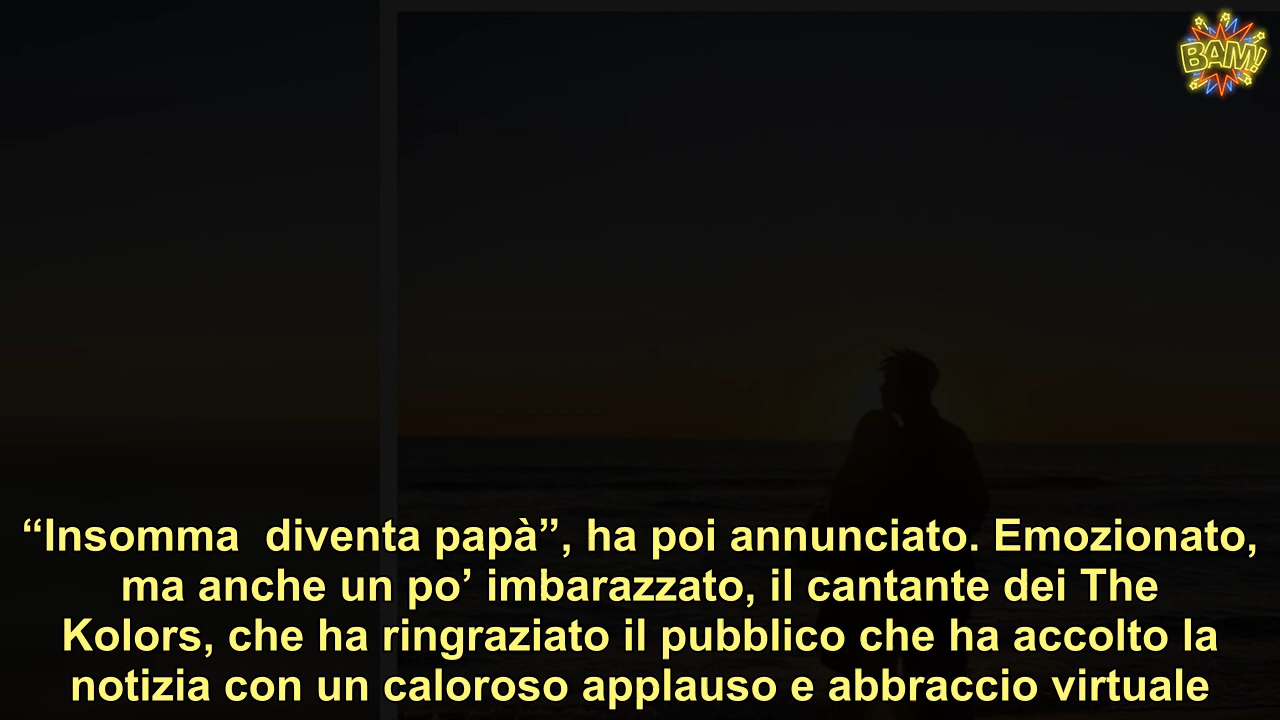 BAM!
“Insomma  diventa papà”, ha poi annunciato. Emozionato,
ma anche un po’ imbarazzato, il cantante dei The
Kolors, che ha ringraziato il pubblico che ha accolto la
notizia con un caloroso applauso e abbraccio virtuale